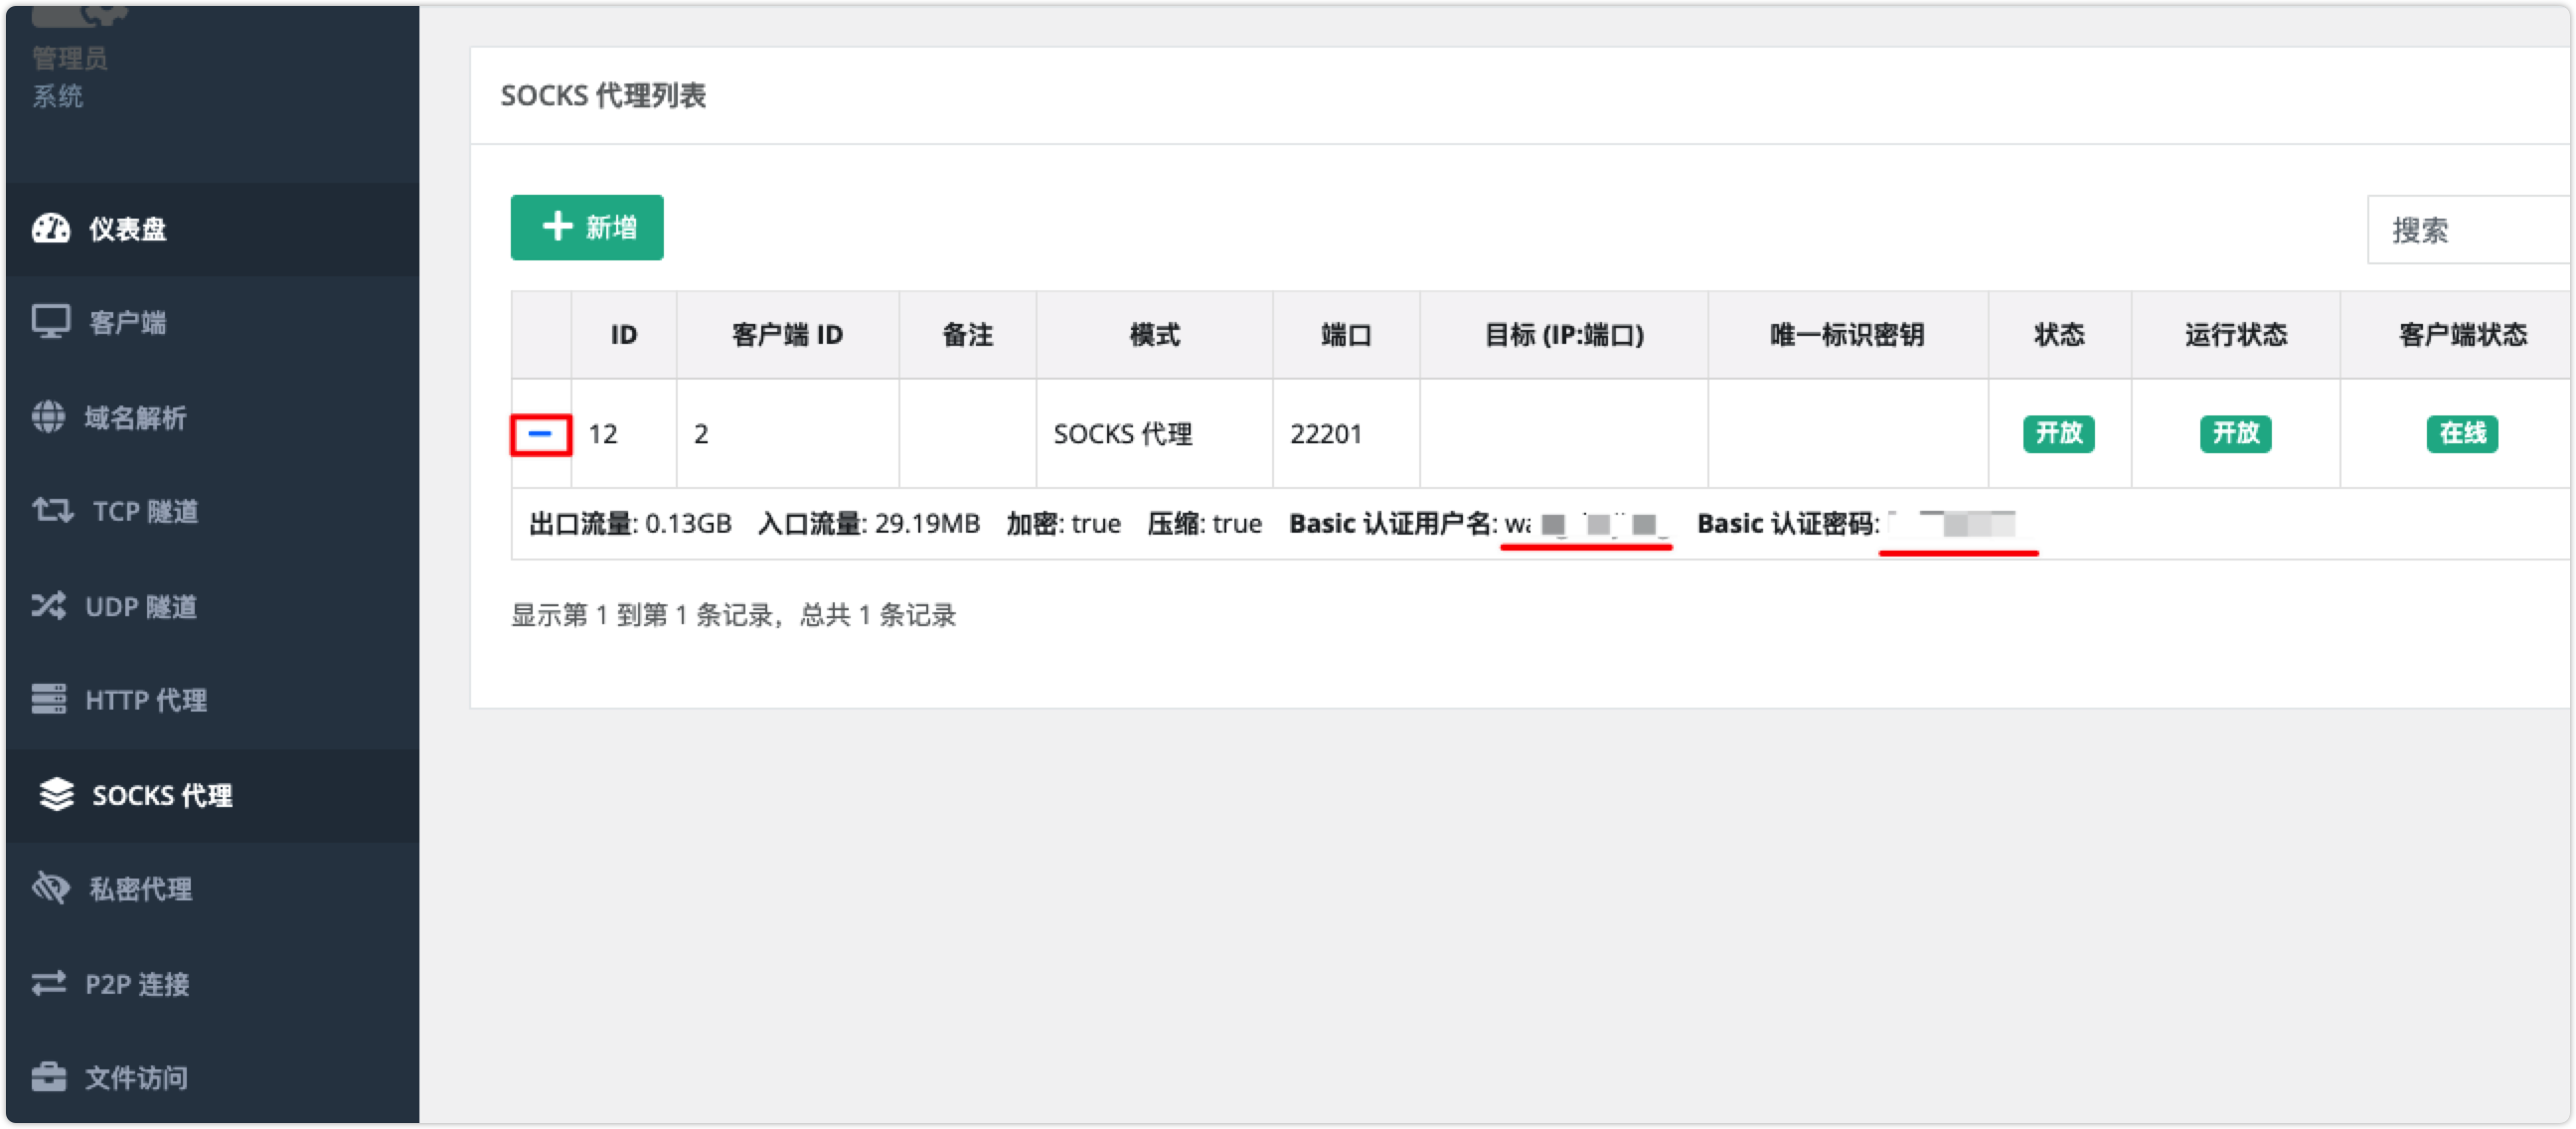 管理员
系统
仪表盘
客户端
域名解析
TCP 隧道
UDP 隧道
HTTP 代理
SOCKS 代理
私密代理
P2P 连接
文件访问
SOCKS 代理列表
新增
搜索
ID 客户端 ID 备注 模式 端口 目标 (IP:端口) 唯一标识密钥 状态 运行状态 客户端状态
12 2 SOCKS 代理 22201 开放 开放 在线
出口流量: 0.13GB 入口流量: 29.19MB 加密: true 压缩: true Basic 认证用户名: Basic 认证密码:
显示第 1 到第 1 条记录，总共 1 条记录